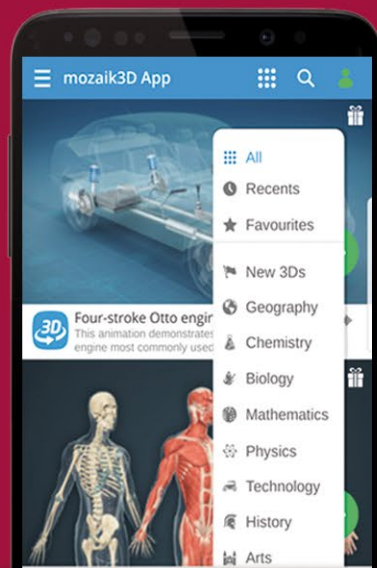 mozaik3D App
All
Recents
Favourites
New 3Ds
Geography
3D
Four-stroke Otto engin
This animation demonstrates
engine most commonly used
Chemistry
Biology
Mathematics
Physics
Technology
History
Arts